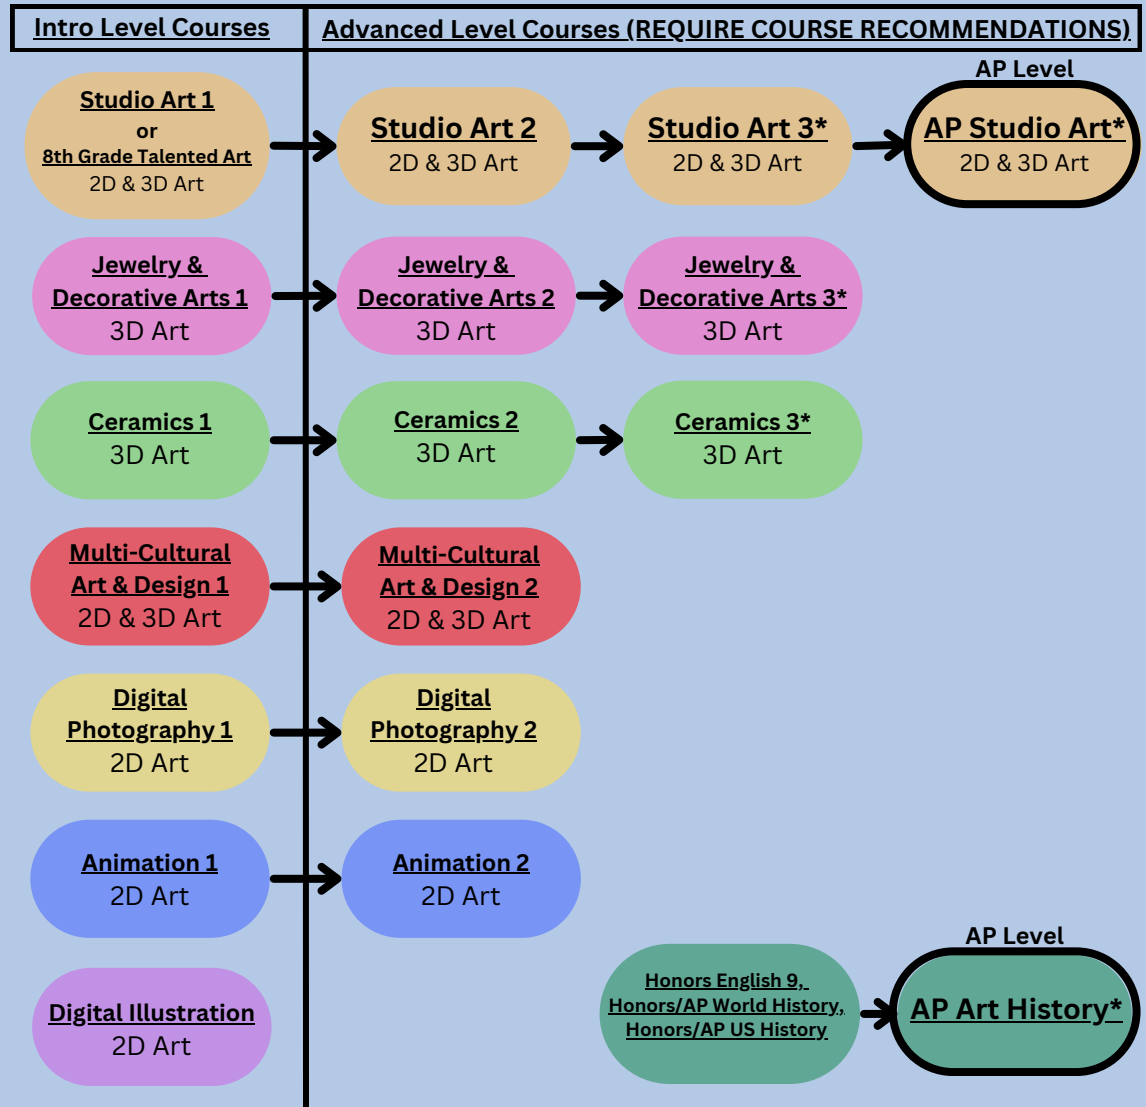 Intro Level Courses
Advanced Level Courses (REQUIRE COURSE RECOMMENDATIONS)
Studio Art 1
or
8th Grade Talented Art
2D & 3D Art
Studio Art 2
2D & 3D Art
Studio Art 3*
2D & 3D Art
AP Level
AP Studio Art*
2D & 3D Art
Jewelry &
Decorative Arts 1
3D Art
Jewelry &
Decorative Arts 2
3D Art
Jewelry &
Decorative Arts 3*
3D Art
Ceramics 1
3D Art
Ceramics 2
3D Art
Ceramics 3*
3D Art
Multi-Cultural
Art & Design 1
2D & 3D Art
Multi-Cultural
Art & Design 2
2D & 3D Art
Digital
Photography 1
2D Art
Digital
Photography 2
2D Art
Animation 1
2D Art
Animation 2
2D Art
Digital Illustration
2D Art
Honors English 9,
Honors/AP World History,
Honors/AP US History
AP Level
AP Art History*